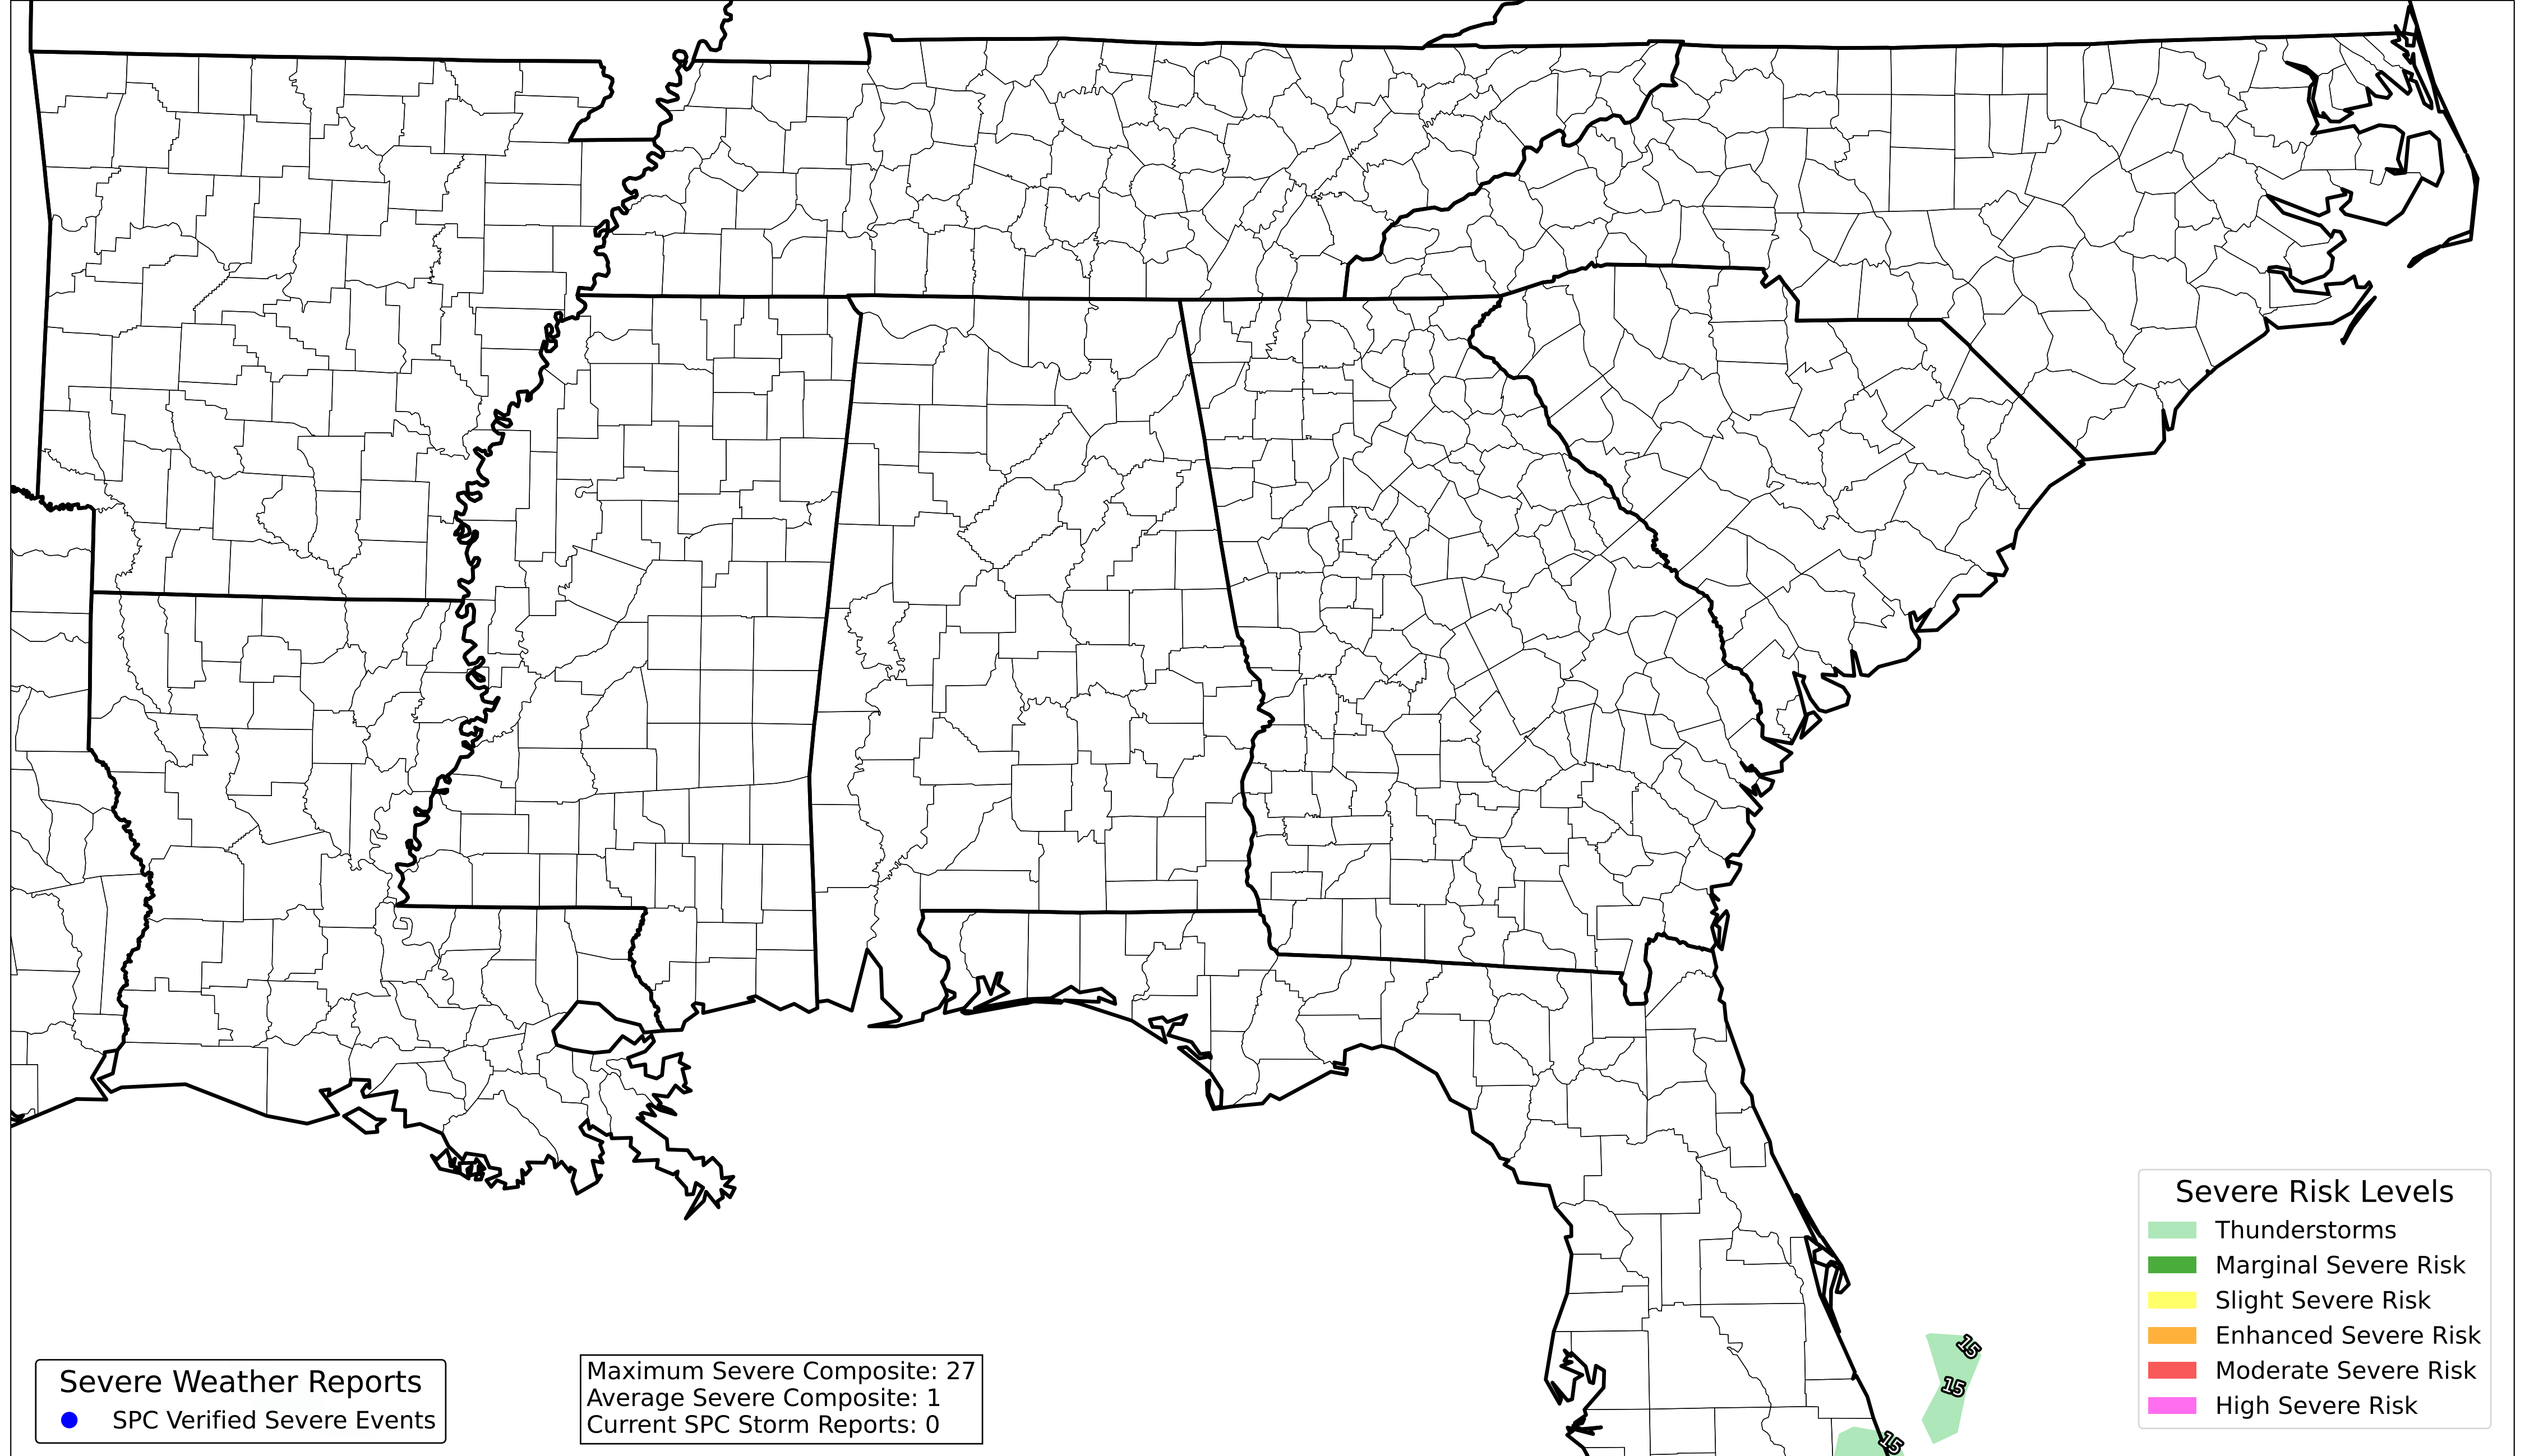 Severe Risk Levels
Thunderstorms
Marginal Severe Risk
Slight Severe Risk
Enhanced Severe Risk
Moderate Severe Risk
High Severe Risk
15
15
15
Severe Weather Reports
SPC Verified Severe Events
Maximum Severe Composite: 27
Average Severe Composite: 1
Current SPC Storm Reports: 0